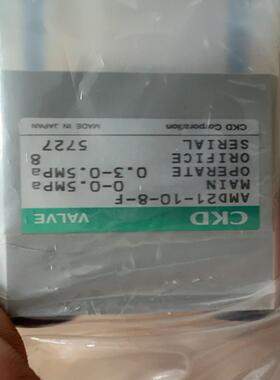 CKD VALVE
AMD21-10-8-F
MAIN 0-0.5MPa
OPERATE 0.3-0.5MPa
ORIFICE 8
SERIAL 5727
CKD Corporation MADE IN JAPAN